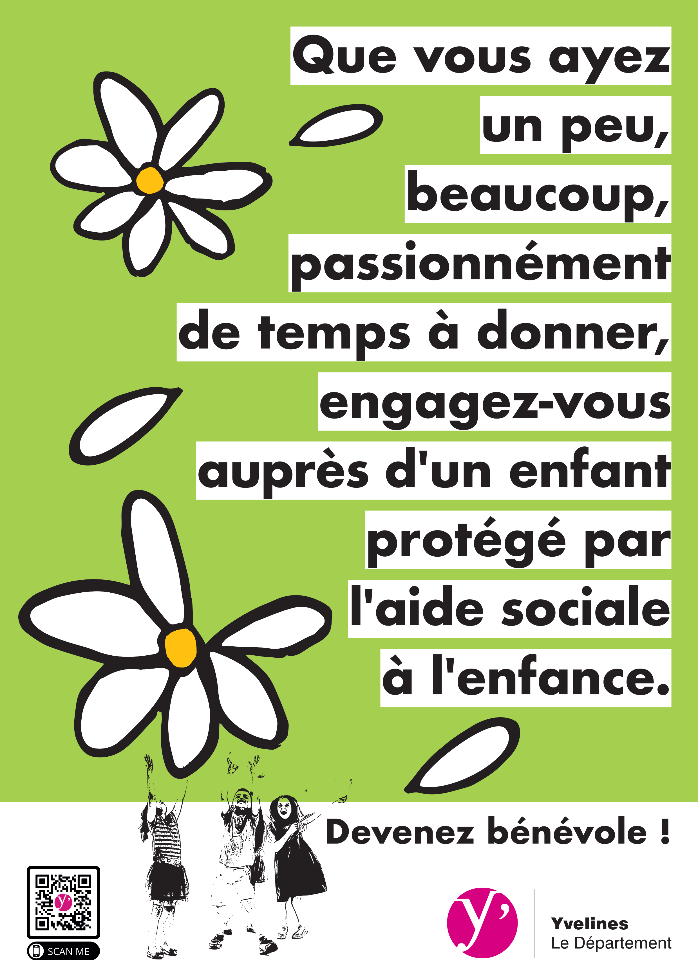 Que vous ayez
un peu,
beaucoup,
passionnément
de temps à donner,
engagez-vous
auprès d'un enfant
protégé par
l'aide sociale
à l'enfance.
Devenez bénévole !
SCAN ME
y'
Yvelines
Le Département